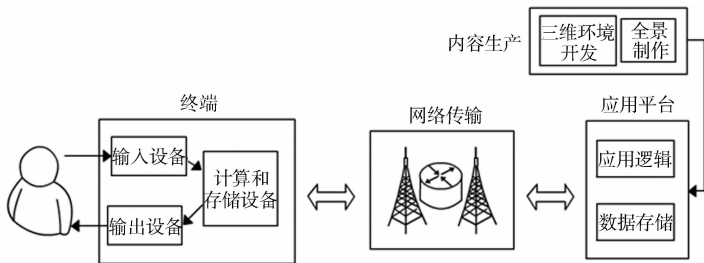 内容生产
三维环境
开发
全景
制作
终端
网络传输
应用平台
输入设备
计算和
存储设备
输出设备
应用逻辑
数据存储